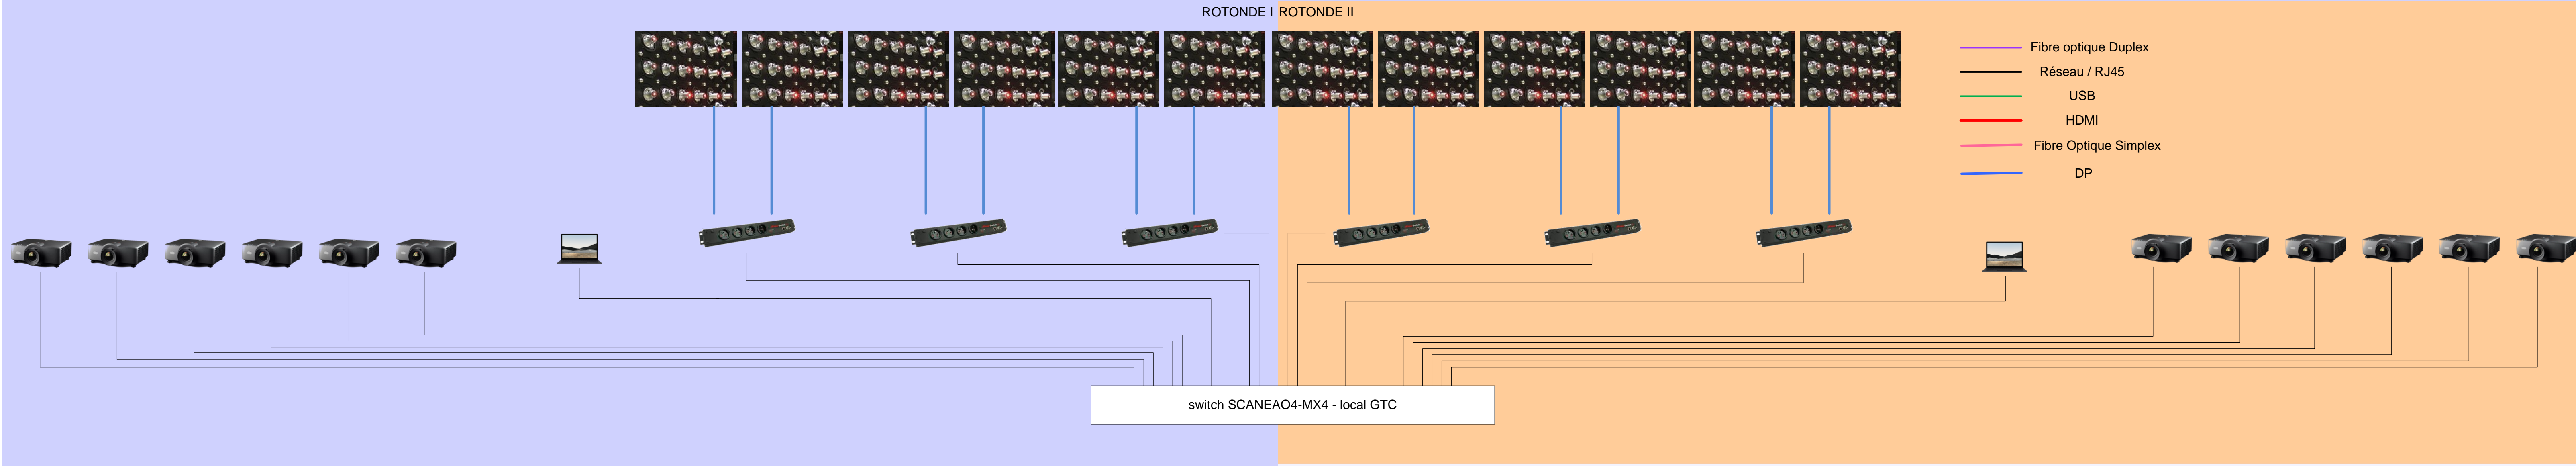 ROTONDE I
ROTONDE II
Fibre optique Duplex
Réseau / RJ45
USB
HDMI
Fibre Optique Simplex
DP
switch SCANEAO4-MX4 - local GTC